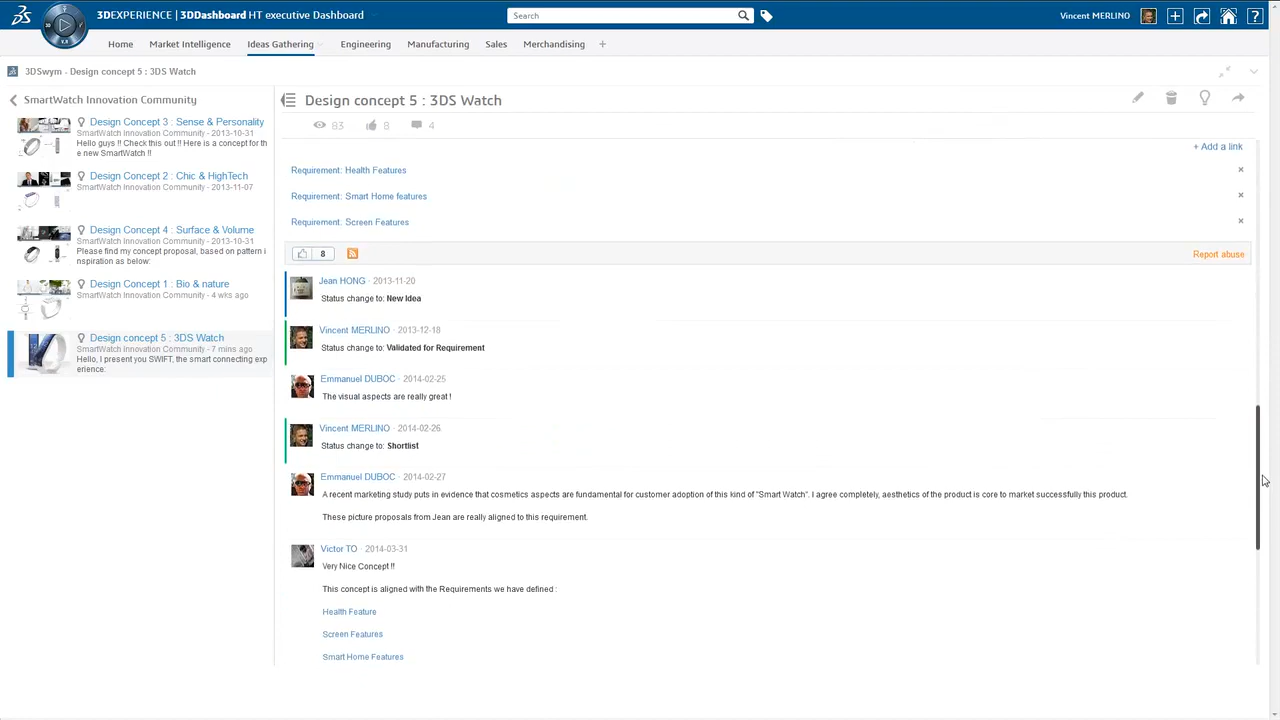 3DEXPERIENCE | 3DDashboard HT executive Dashboard
Search
Vincent MERLINO
Home
Market Intelligence
Ideas Gathering
Engineering
Manufacturing
Sales
Merchandising
+
3DSwym - Design concept 5 : 3DS Watch
SmartWatch Innovation Community
Design Concept 3 : Sense & Personality
SmartWatch Innovation Community - 2013-10-31
Hello guys !! Check this out !! Here is a concept for th
e new SmartWatch !!
Design Concept 2 : Chic & HighTech
SmartWatch Innovation Community - 2013-11-07
Design Concept 4 : Surface & Volume
SmartWatch Innovation Community - 2013-10-31
Please find my concept proposal, based on pattern i
nspiration as below:
Design Concept 1 : Bio & nature
SmartWatch Innovation Community - 4 wks ago
Design concept 5 : 3DS Watch
SmartWatch Innovation Community - 7 mins ago
Hello, I present you SWIFT, the smart connecting exp
erience:
Design concept 5 : 3DS Watch
83
8
4
+ Add a link
Requirement: Health Features
Requirement: Smart Home features
Requirement. Screen Features
8
Report abuse
Jean HONG · 2013-11-20
Status change to: New Idea
Vincent MERLINO · 2013-12-18
Status change to: Validated for Requirement
Emmanuel DUBOC · 2014-02-25
The visual aspects are really great !
Vincent MERLINO · 2014-02-26
Status change to: Shortlist
Emmanuel DUBOC · 2014-02-27
A recent marketing study puts in evidence that cosmetics aspects are fundamental for customer adoption of this kind of "Smart Watch". I agree completely, aesthetics of the product is core to market successfully this product.
These picture proposals from Jean are really aligned to this requirement.
Victor TO · 2014-03-31
Very Nice Concept !!
This concept is aligned with the Requirements we have defined :
Health Feature
Screen Features
Smart Home Features